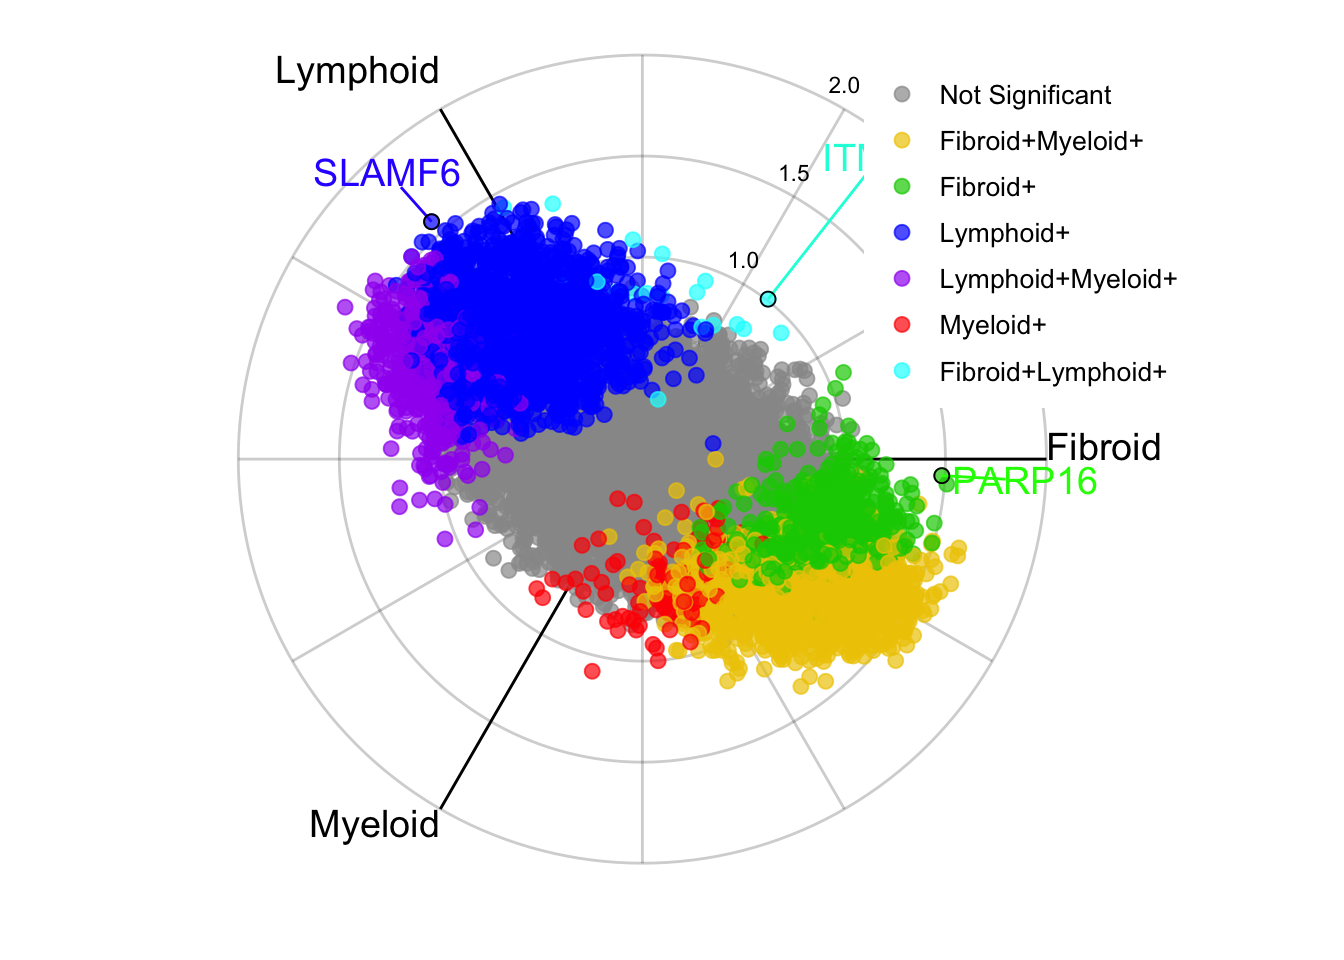 Lymphoid
2.0
Not Significant
Fibroid+Myeloid+
SLAMF6
1.5
Fibroid+
Lymphoid+
1.0
Lymphoid+Myeloid+
Myeloid+
Fibroid+Lymphoid+
Fibroid
PARP16
Myeloid